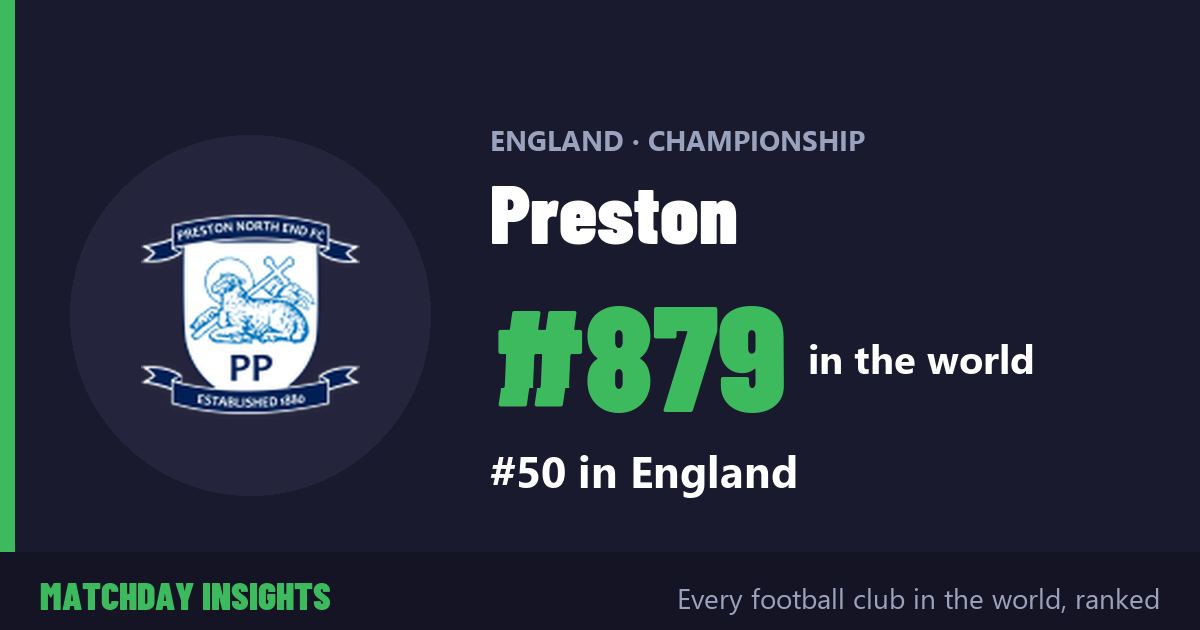 PRESTON NORTH END FC
PP
ESTABLISHED 1880
ENGLAND · CHAMPIONSHIP
Preston
#879 in the world
#50 in England
MATCHDAY INSIGHTS
Every football club in the world, ranked